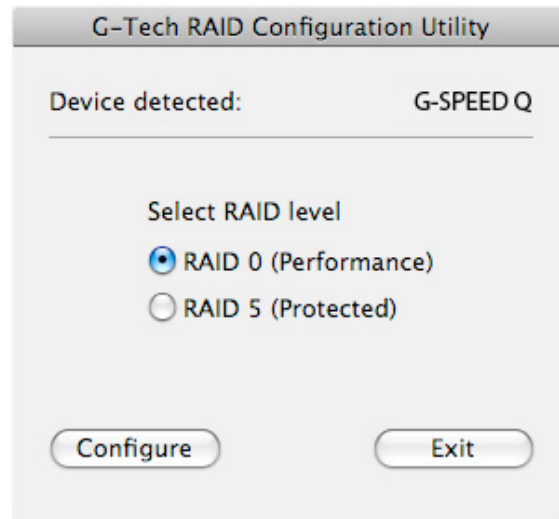 G-Tech RAID Configuration Utility
Device detected: G-SPEED Q
Select RAID level
RAID 0 (Performance)
RAID 5 (Protected)
Configure Exit